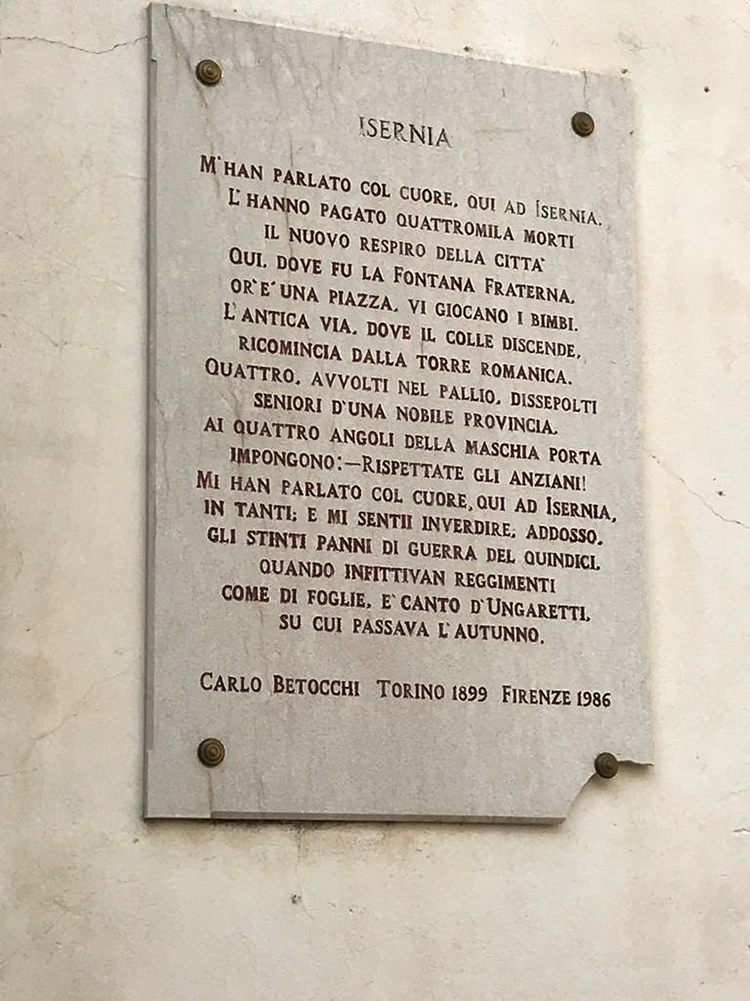 ISERNIA
M'HAN PARLATO COL CUORE, QUI AD ISERNIA.
L'HANNO PAGATO QUATTROMILA MORTI
IL NUOVO RESPIRO DELLA CITTA'
QUI, DOVE FU LA FONTANA FRATERNA,
OR'E' UNA PIAZZA, VI GIOCANO I BIMBI.
L'ANTICA VIA, DOVE IL COLLE DISCENDE,
RICOMINCIA DALLA TORRE ROMANICA.
QUATTRO, AVVOLTI NEL PALLIO, DISSEPOLTI
SENIORI D'UNA NOBILE PROVINCIA,
AI QUATTRO ANGOLI DELLA MASCHIA PORTA
IMPONGONO:—RISPETTATE GLI ANZIANI!
MI HAN PARLATO COL CUORE, QUI AD ISERNIA,
IN TANTI; E MI SENTII INVERDIRE, ADDOSSO,
GLI STINTI PANNI DI GUERRA DEL QUINDICI,
QUANDO INFITTIVAN REGGIMENTI
COME DI FOGLIE, E' CANTO D'UNGARETTI,
SU CUI PASSAVA L'AUTUNNO.
CARLO BETOCCHI TORINO 1899 FIRENZE 1986